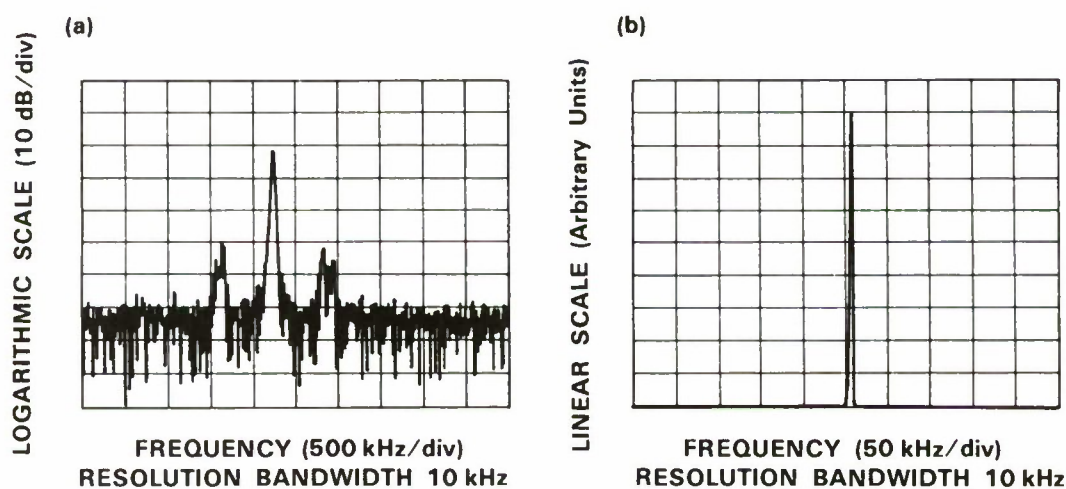 (a)
LOGARITHMIC SCALE (10 dB/div)
FREQUENCY (500 kHz/div)
RESOLUTION BANDWIDTH 10 kHz
(b)
LINEAR SCALE (Arbitrary Units)
FREQUENCY (50 kHz/div)
RESOLUTION BANDWIDTH 10 kHz